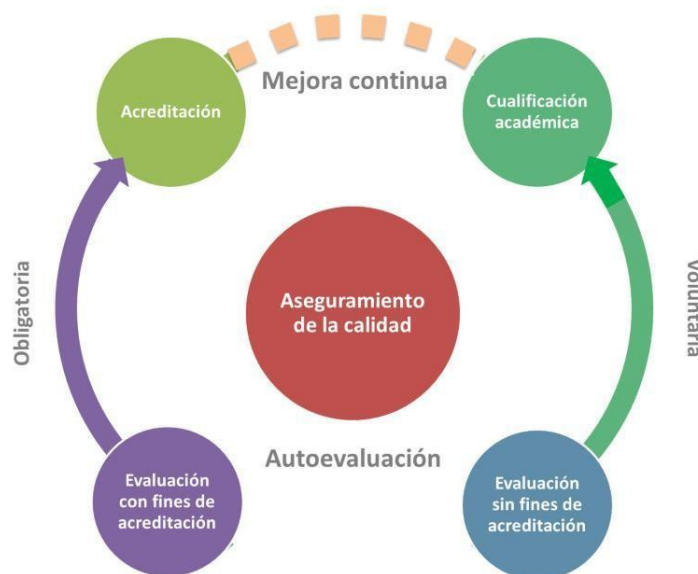 Mejora continua
Acreditación
Cualificación
académica
Obligatoria
Voluntaria
Aseguramiento
de la calidad
Autoevaluación
Evaluación
con fines de
acreditación
Evaluación
sin fines de
acreditación